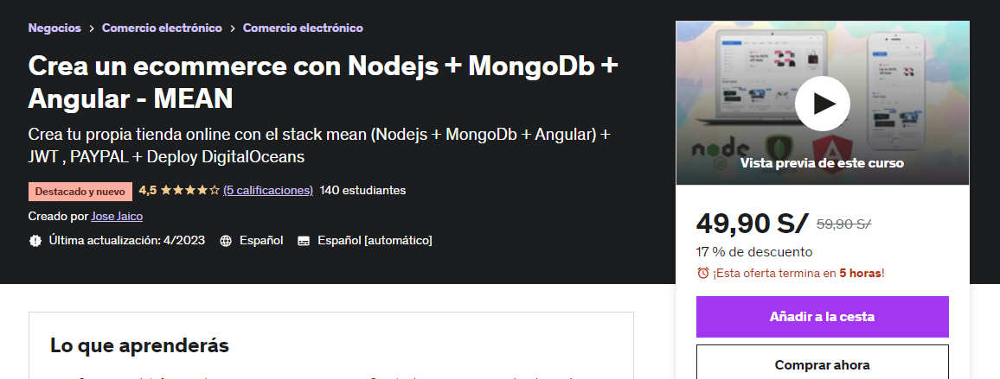 Negocios > Comercio electrónico > Comercio electrónico
Crea un ecommerce con Nodejs + MongoDb +
Angular - MEAN
Crea tu propia tienda online con el stack mean (Nodejs + MongoDb + Angular) +
JWT , PAYPAL + Deploy DigitalOceans
Destacado y nuevo 4,5 (5 calificaciones) 140 estudiantes
Creado por Jose Jaico
Última actualización: 4/2023 Español Español [automático]
Lo que aprenderás
node
Vista previa de este curso
49,90 S/ 59,90 S/
17 % de descuento
¡Esta oferta termina en 5 horas!
Añadir a la cesta
Comprar ahora